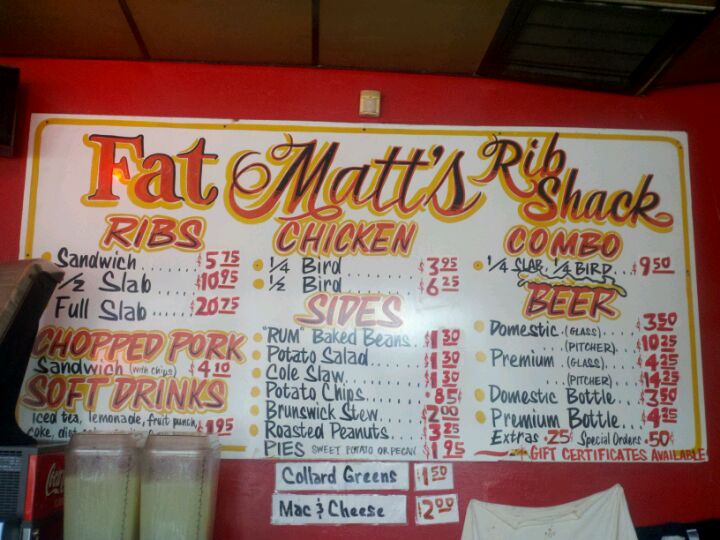 Fat Matt's Rib Shack
RIBS
Sandwich $5.75
1/2 Slab $10.95
Full Slab $20.75
CHOPPED PORK
Sandwich (with chips) $4.10
SOFT DRINKS
Iced tea, lemonade, fruit punch,
coke, $1.95
CHICKEN
1/4 Bird $3.95
1/2 Bird $6.25
SIDES
"RUM" Baked Beans $1.30
Potato Salad $1.30
Cole Slaw $1.30
Potato Chips .85¢
Brunswick Stew $2.00
Roasted Peanuts $3.25
PIES SWEET POTATO OR PECAN $1.95
Collard Greens $1.50
Mac & Cheese $2.00
COMBO
1/4 SLAB, 1/4 BIRD $9.50
BEER
Domestic (GLASS) $3.50
(PITCHER) $10.25
Premium (GLASS) $4.25
(PITCHER) $14.25
Domestic Bottle $3.50
Premium Bottle $4.25
Extras .25¢ Special Orders .50¢
GIFT CERTIFICATES AVAILABLE